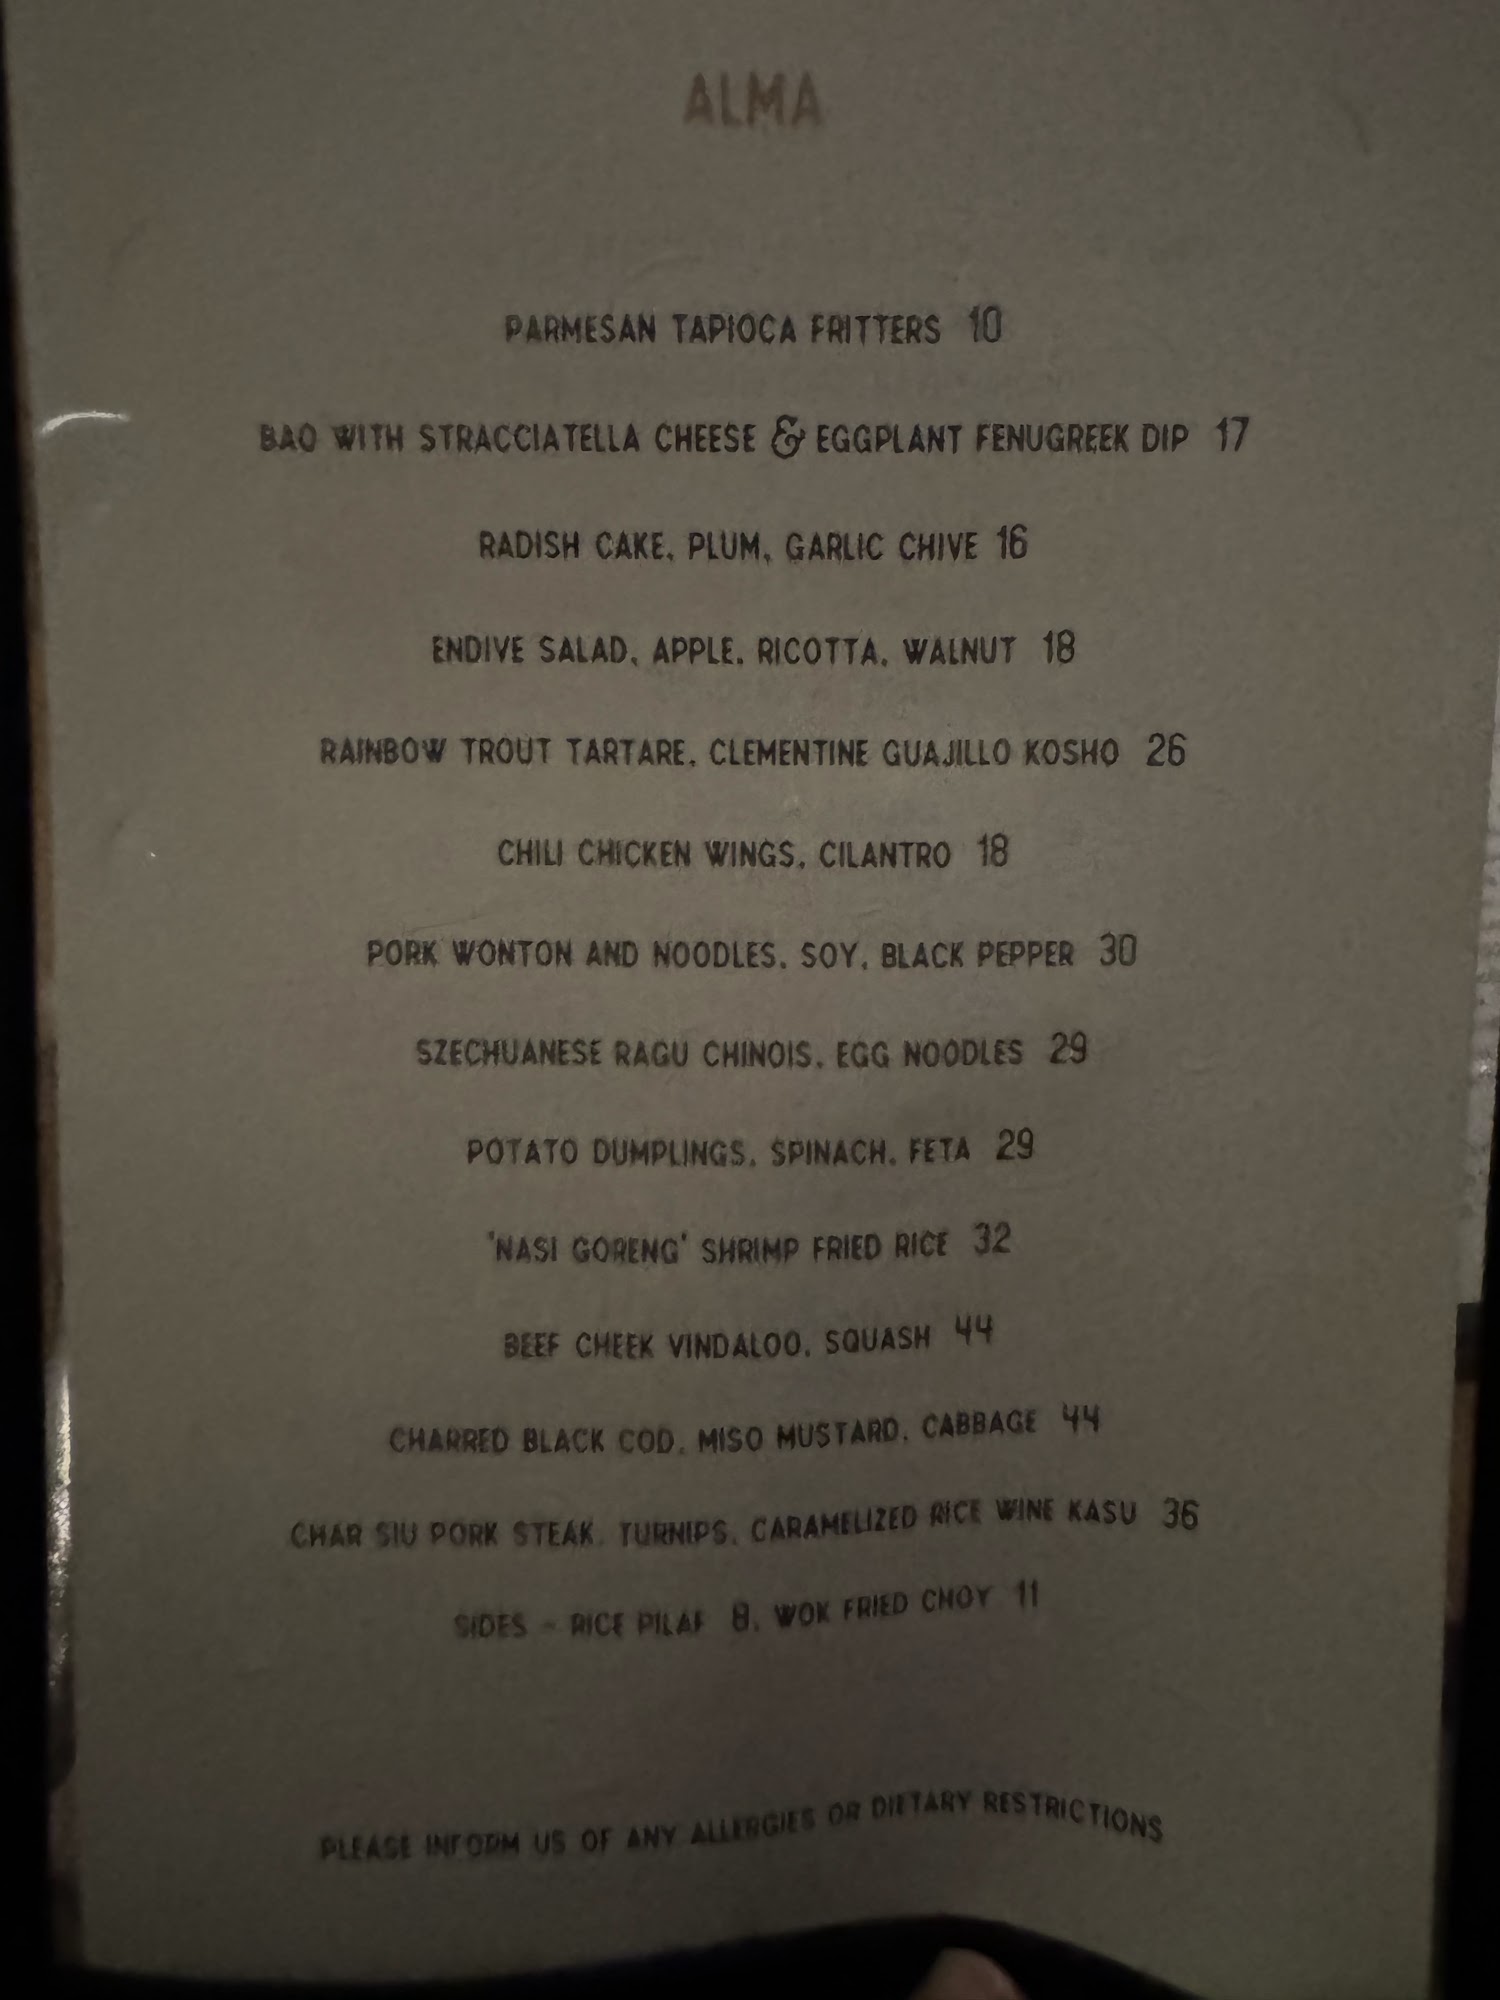 ALMA
PARMESAN TAPIOCA FRITTERS 10
BAO WITH STRACCIATELLA CHEESE & EGGPLANT FENUGREEK DIP 17
RADISH CAKE, PLUM, GARLIC CHIVE 16
ENDIVE SALAD, APPLE, RICOTTA, WALNUT 18
RAINBOW TROUT TARTARE, CLEMENTINE GUAJILLO KOSHO 26
CHILI CHICKEN WINGS, CILANTRO 18
PORK WONTON AND NOODLES, SOY, BLACK PEPPER 30
SZECHUANESE RAGU CHINOIS, EGG NOODLES 29
POTATO DUMPLINGS, SPINACH, FETA 29
'NASI GORENG' SHRIMP FRIED RICE 32
BEEF CHEEK VINDALOO, SQUASH 44
CHARRED BLACK COD, MISO MUSTARD, CABBAGE 44
CHAR SIU PORK STEAK, TURNIPS, CARAMELIZED RICE WINE KASU 36
SIDES - RICE PILAF 8, WOK FRIED CHOY 11
PLEASE INFORM US OF ANY ALLERGIES OR DIETARY RESTRICTIONS